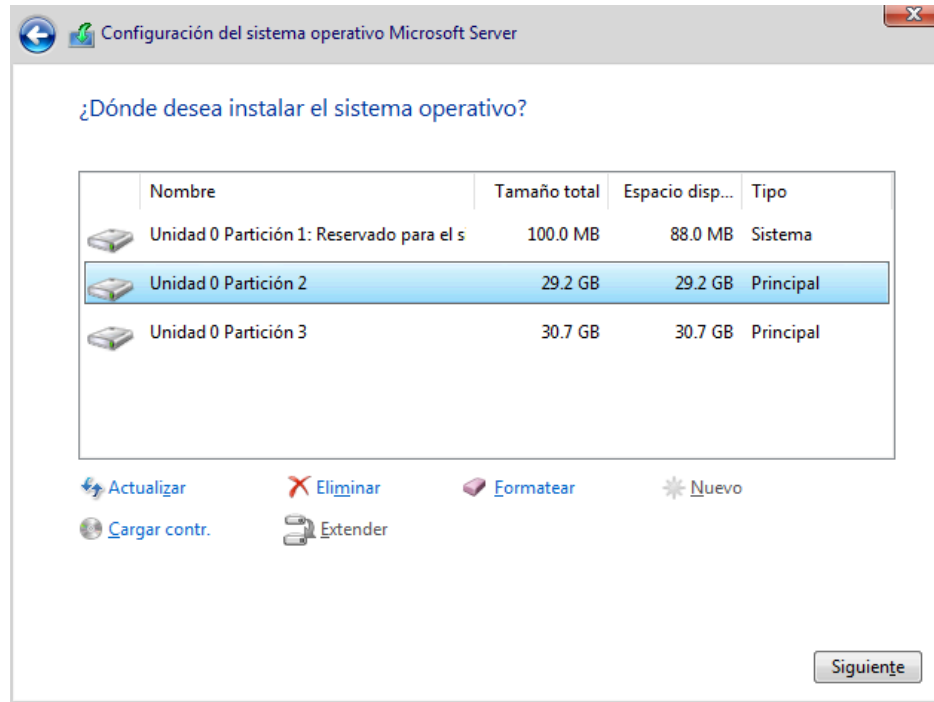 Configuración del sistema operativo Microsoft Server
¿Dónde desea instalar el sistema operativo?
Nombre Tamaño total Espacio disp... Tipo
Unidad 0 Partición 1: Reservado para el s 100.0 MB 88.0 MB Sistema
Unidad 0 Partición 2 29.2 GB 29.2 GB Principal
Unidad 0 Partición 3 30.7 GB 30.7 GB Principal
Actualizar Eliminar Formatear Nuevo
Cargar contr. Extender
Siguiente